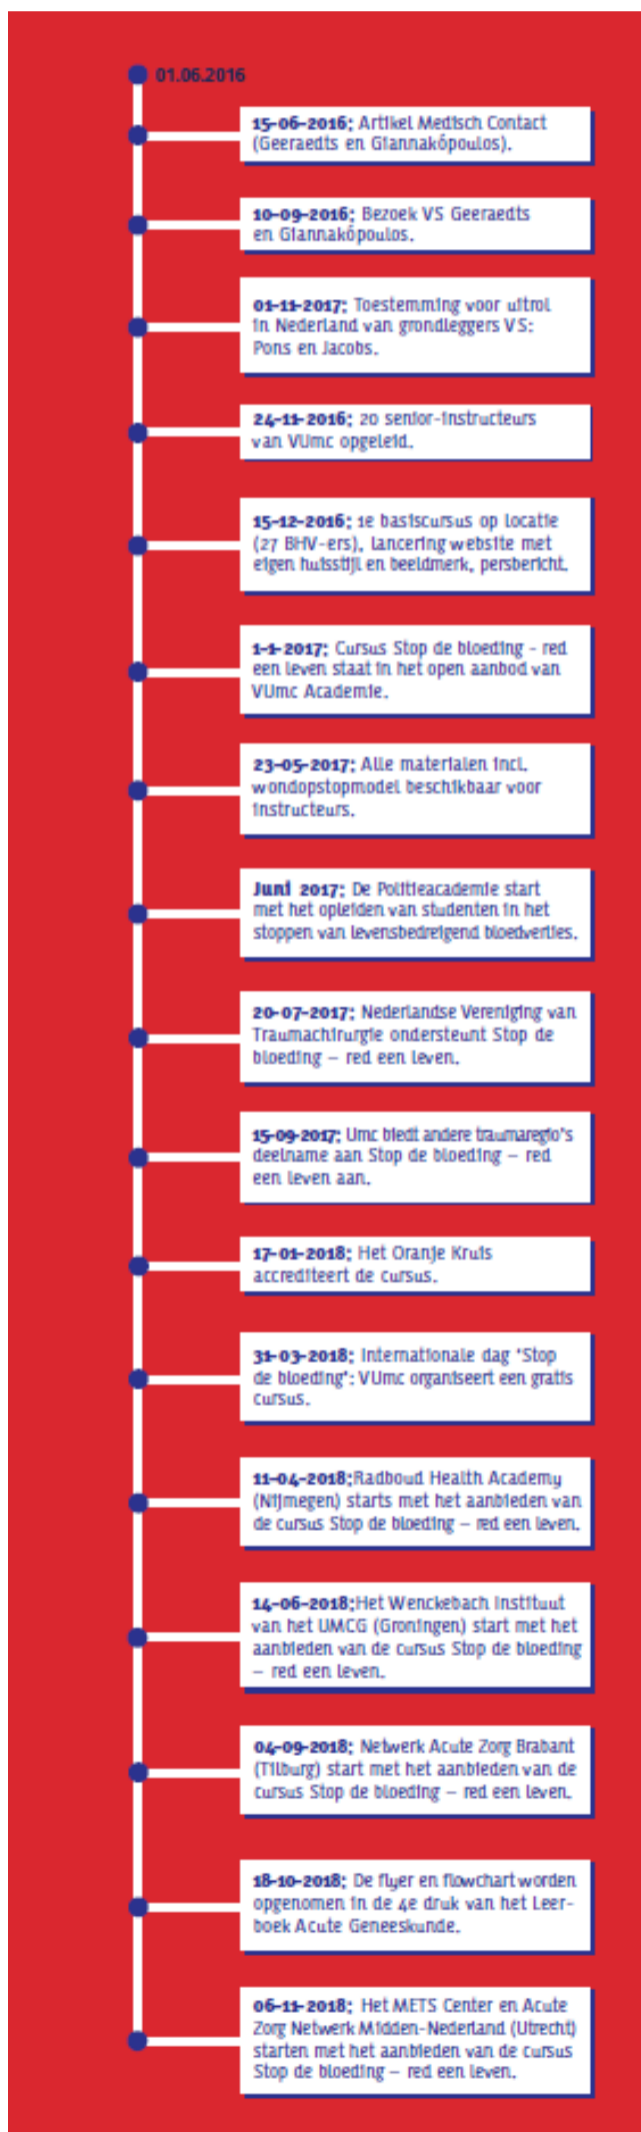 01.06.2016
15-06-2016: Artikel Medisch Contact
(Geeraedts en Giannakópoulos).
10-09-2016: Bezoek VS Geeraedts
en Giannakópoulos.
01-11-2017: Toestemming voor uitrol
in Nederland van grondleggers VS:
Pons en Jacobs.
24-11-2016: 20 senior-instructeurs
van VUmc opgeleid.
15-12-2016: 1e basiscursus op locatie
(27 BHV-ers), lancering website met
eigen huisstijl en beeldmerk, persbericht.
1-1-2017: Cursus Stop de bloeding - red
een leven staat in het open aanbod van
VUmc Academie.
23-05-2017: Alle materialen incl.
wondopstopmodel beschikbaar voor
instructeurs.
Juni 2017: De Politieacademie start
met het opleiden van studenten in het
stoppen van levensbedreigend bloedverlies.
20-07-2017: Nederlandse Vereniging van
Traumachirurgie ondersteunt Stop de
bloeding – red een leven.
15-09-2017: Umc biedt andere traumaregio's
deelname aan Stop de bloeding – red
een leven aan.
17-01-2018: Het Oranje Kruis
accrediteert de cursus.
31-03-2018: Internationale dag 'Stop
de bloeding': VUmc organiseert een gratis
cursus.
11-04-2018:Radboud Health Academy
(Nijmegen) starts met het aanbieden van
de cursus Stop de bloeding – red een leven.
14-06-2018:Het Wenckebach Instituut
van het UMCG (Groningen) start met het
aanbieden van de cursus Stop de bloeding
– red een leven.
04-09-2018: Netwerk Acute Zorg Brabant
(Tilburg) start met het aanbieden van de
cursus Stop de bloeding – red een leven.
18-10-2018: De flyer en flowchart worden
opgenomen in de 4e druk van het Leer-
boek Acute Geneeskunde.
06-11-2018: Het METS Center en Acute
Zorg Netwerk Midden-Nederland (Utrecht)
starten met het aanbieden van de cursus
Stop de bloeding – red een leven.